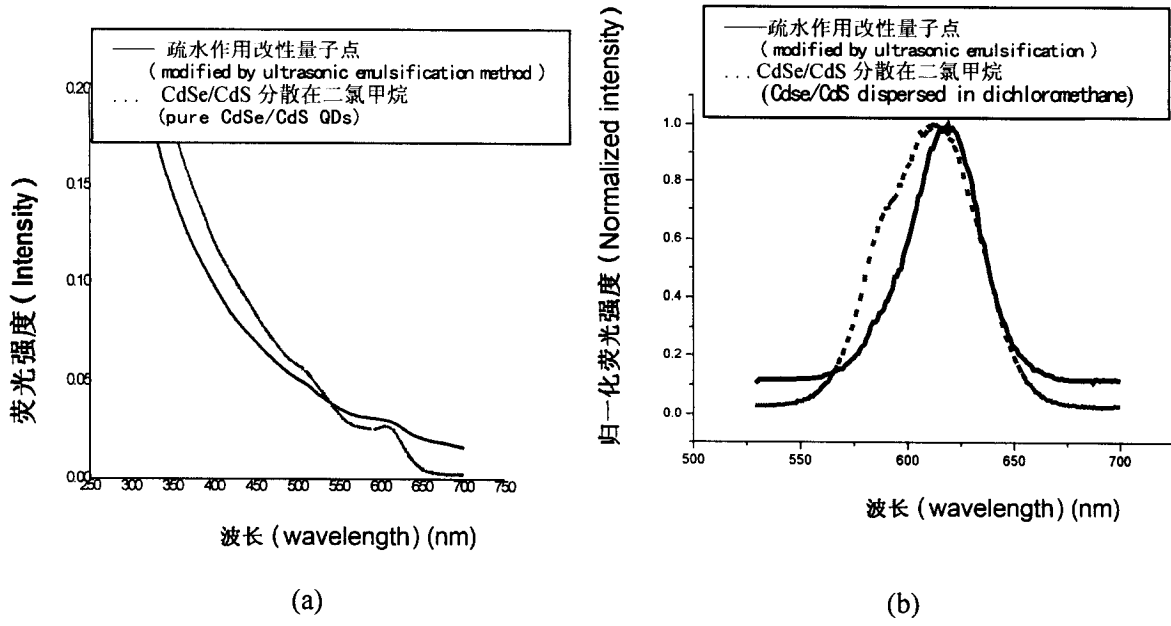 —— 疏水作用改性量子点
( modified by ultrasonic emulsification method )
... CdSe/CdS 分散在二氯甲烷
(pure CdSe/CdS QDs)
荧光强度 ( Intensity)
0.20
0.15
0.10
0.05
0.00
250 300 350 400 450 500 550 600 650 700 750
波长 ( wavelength) (nm)
(a)
—— 疏水作用改性量子点
( modified by ultrasonic emulsification )
... CdSe/CdS 分散在二氯甲烷
(Cdse/CdS dispersed in dichloromethane)
归一化荧光强度 ( Normalized intensity)
1.0
0.8
0.6
0.4
0.2
0.0
500 550 600 650 700
波长 ( wavelength) (nm)
(b)